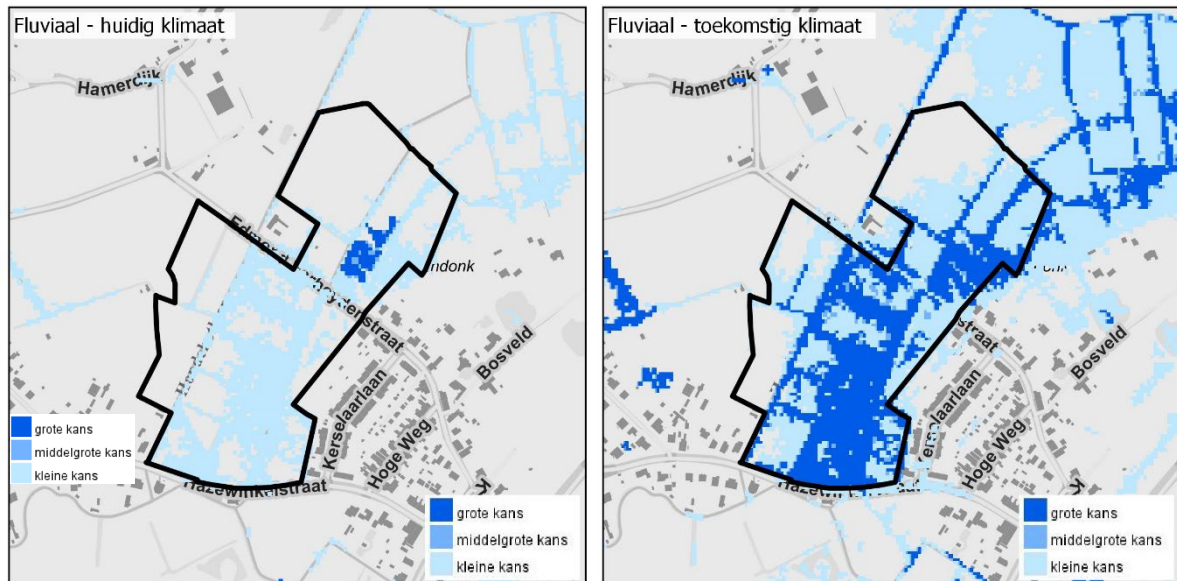 Fluviaal - huidig klimaat
Hamerdijk
ndonk
Bosveld
Kerselaarlaan
Hoge Weg
Hazewinkelstraat
grote kans
middelgrote kans
kleine kans
grote kans
middelgrote kans
kleine kans
Fluviaal - toekomstig klimaat
Hamerdijk
straat
Bosveld
Hoge Weg
grote kans
middelgrote kans
kleine kans